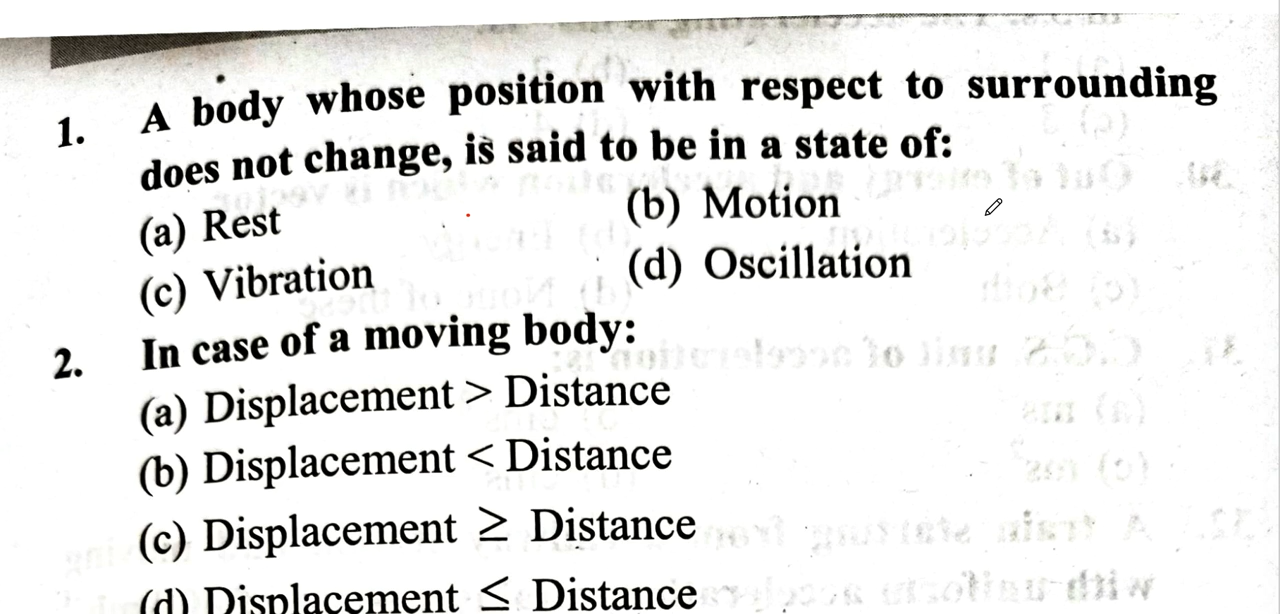 1. A body whose position with respect to surrounding
does not change, is said to be in a state of:
(a) Rest (b) Motion
(c) Vibration (d) Oscillation
2. In case of a moving body:
(a) Displacement > Distance
(b) Displacement < Distance
(c) Displacement ≥ Distance
(d) Displacement ≤ Distance